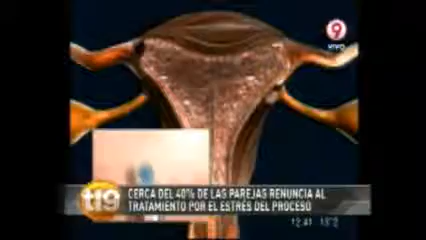 9
VIVO
t19
CERCA DEL 40% DE LAS PAREJAS RENUNCIA AL
TRATAMIENTO POR EL ESTRÉS DEL PROCESO
12:41 13°2